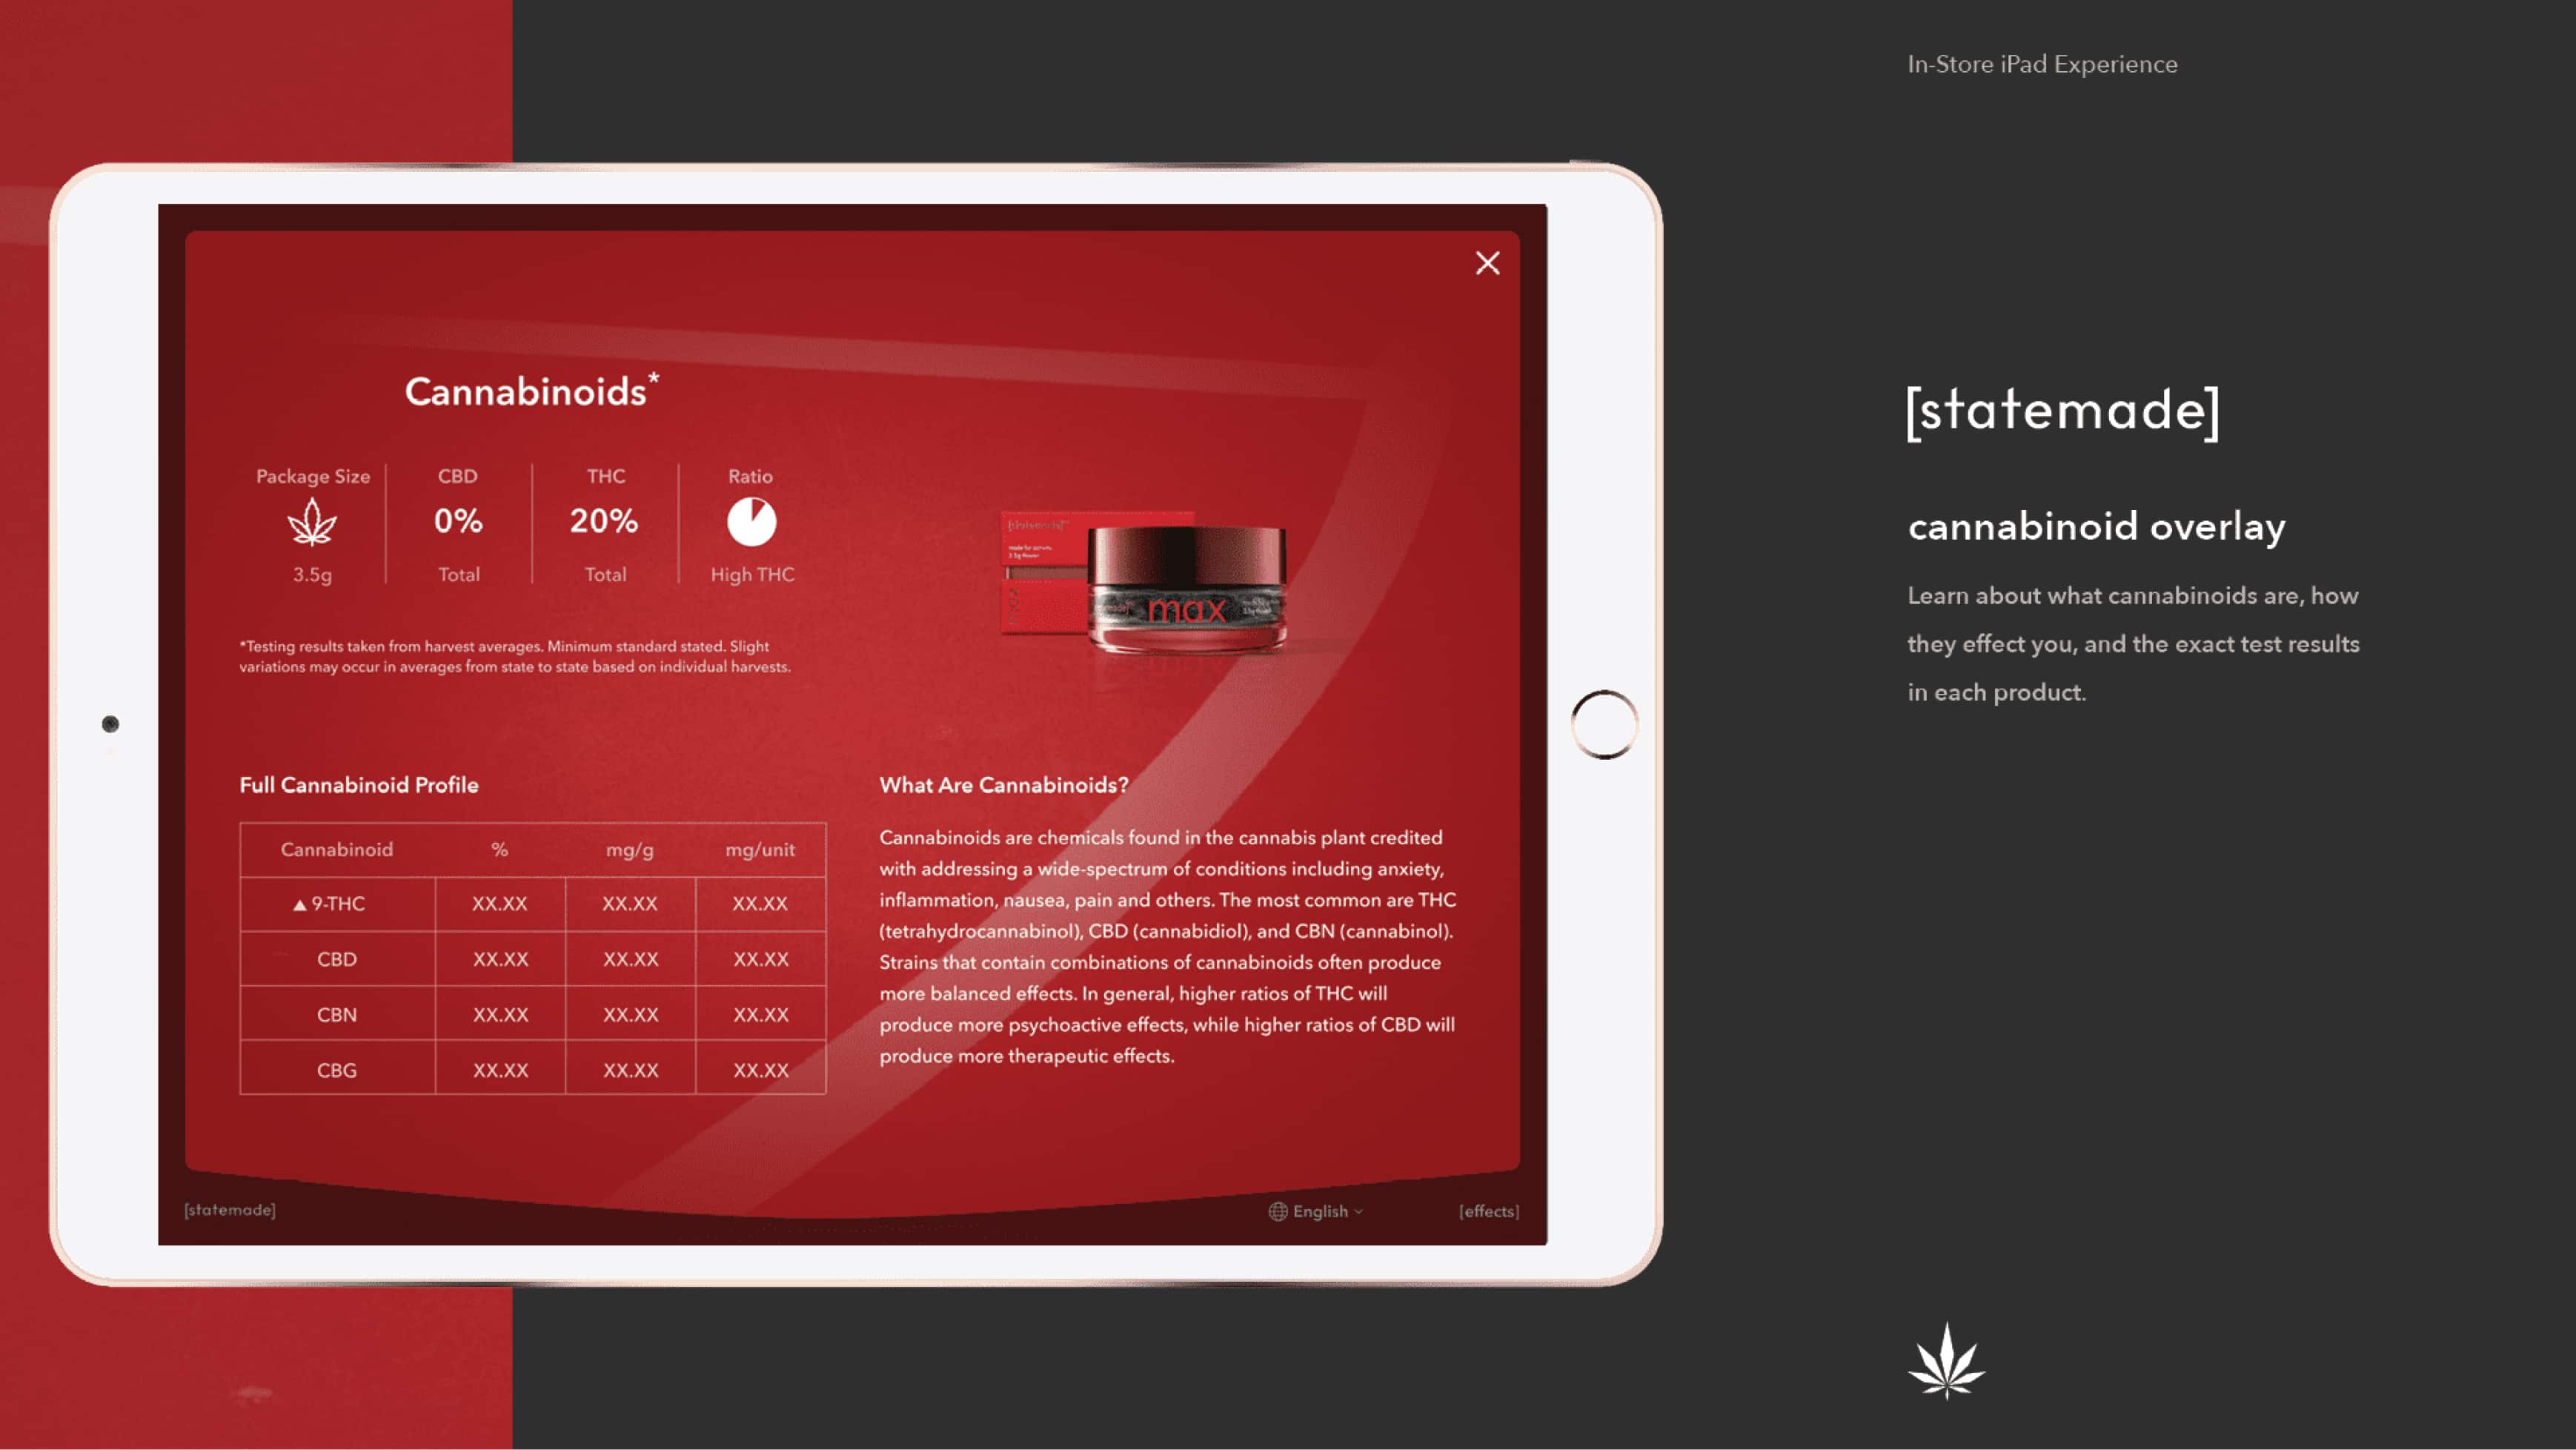 In-Store iPad Experience
Cannabinoids*
Package Size
3.5g
CBD
0%
Total
THC
20%
Total
Ratio
High THC
*Testing results taken from harvest averages. Minimum standard stated. Slight
variations may occur in averages from state to state based on individual harvests.
[statemade]
max
Full Cannabinoid Profile
Cannabinoid % mg/g mg/unit
▲9-THC XX.XX XX.XX XX.XX
CBD XX.XX XX.XX XX.XX
CBN XX.XX XX.XX XX.XX
CBG XX.XX XX.XX XX.XX
What Are Cannabinoids?
Cannabinoids are chemicals found in the cannabis plant credited
with addressing a wide-spectrum of conditions including anxiety,
inflammation, nausea, pain and others. The most common are THC
(tetrahydrocannabinol), CBD (cannabidiol), and CBN (cannabinol).
Strains that contain combinations of cannabinoids often produce
more balanced effects. In general, higher ratios of THC will
produce more psychoactive effects, while higher ratios of CBD will
produce more therapeutic effects.
[statemade]
English
[effects]
[statemade]
cannabinoid overlay
Learn about what cannabinoids are, how
they effect you, and the exact test results
in each product.